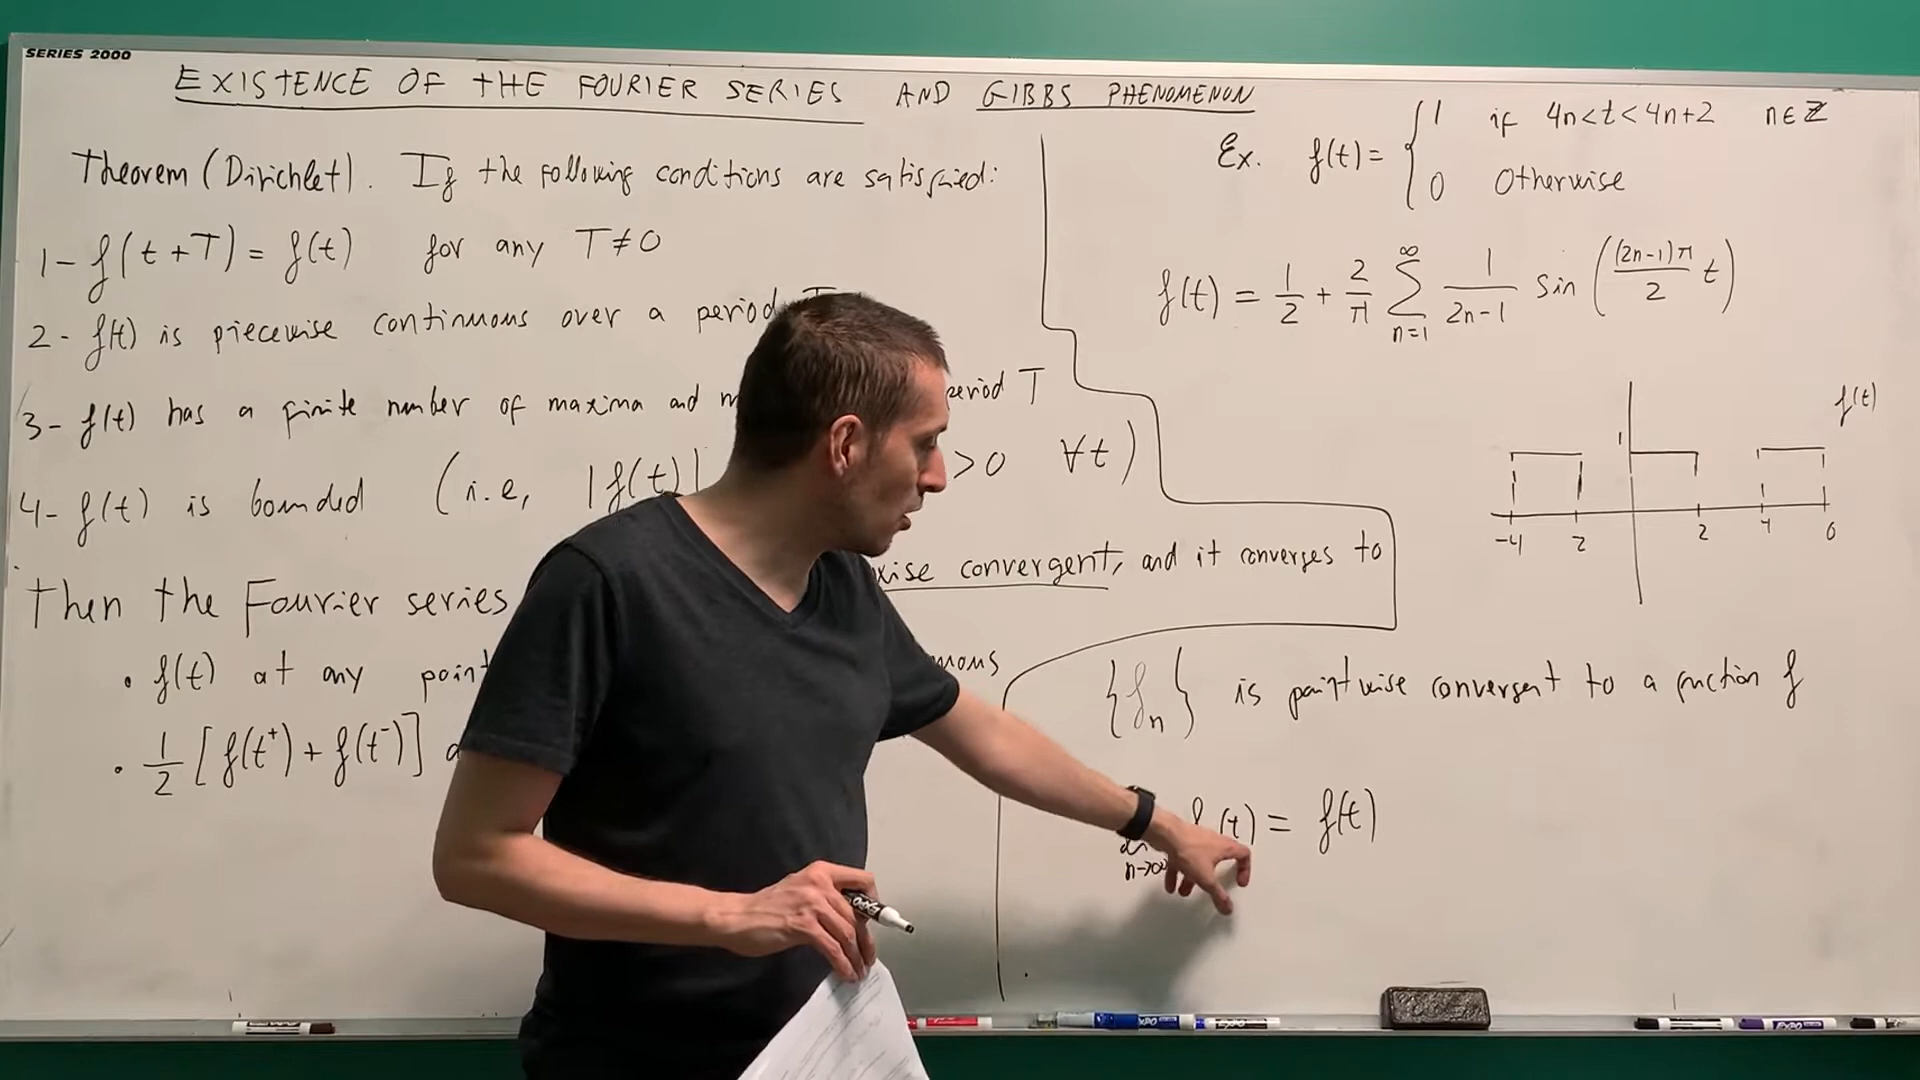 SERIES 2000
EXISTENCE OF THE FOURIER SERIES AND GIBBS PHENOMENON
Theorem (Dirichlet). If the following conditions are satisfied:
1- f(t+T) = f(t) for any T≠0
2- f(t) is piecewise continuous over a period
3- f(t) has a finite number of maxima and period T
4- f(t) is bounded (i.e, |f(t)| >0 ∀t)
Then the Fourier series convergent, and it converges to
• f(t) at any point
• 1/2 [f(t⁺) + f(t⁻)]
Ex. f(t) = { 1 if 4n<t<4n+2 n∈ℤ
0 Otherwise
f(t) = 1/2 + 2/π ∑_{n=1}^{∞} 1/(2n-1) sin ((2n-1)π/2 t)
f(t)
1
-4 2 2 4 6
{fₙ} is pointwise convergent to a function f
(t) = f(t)
n→∞
EXPO
EXPO
EXPO